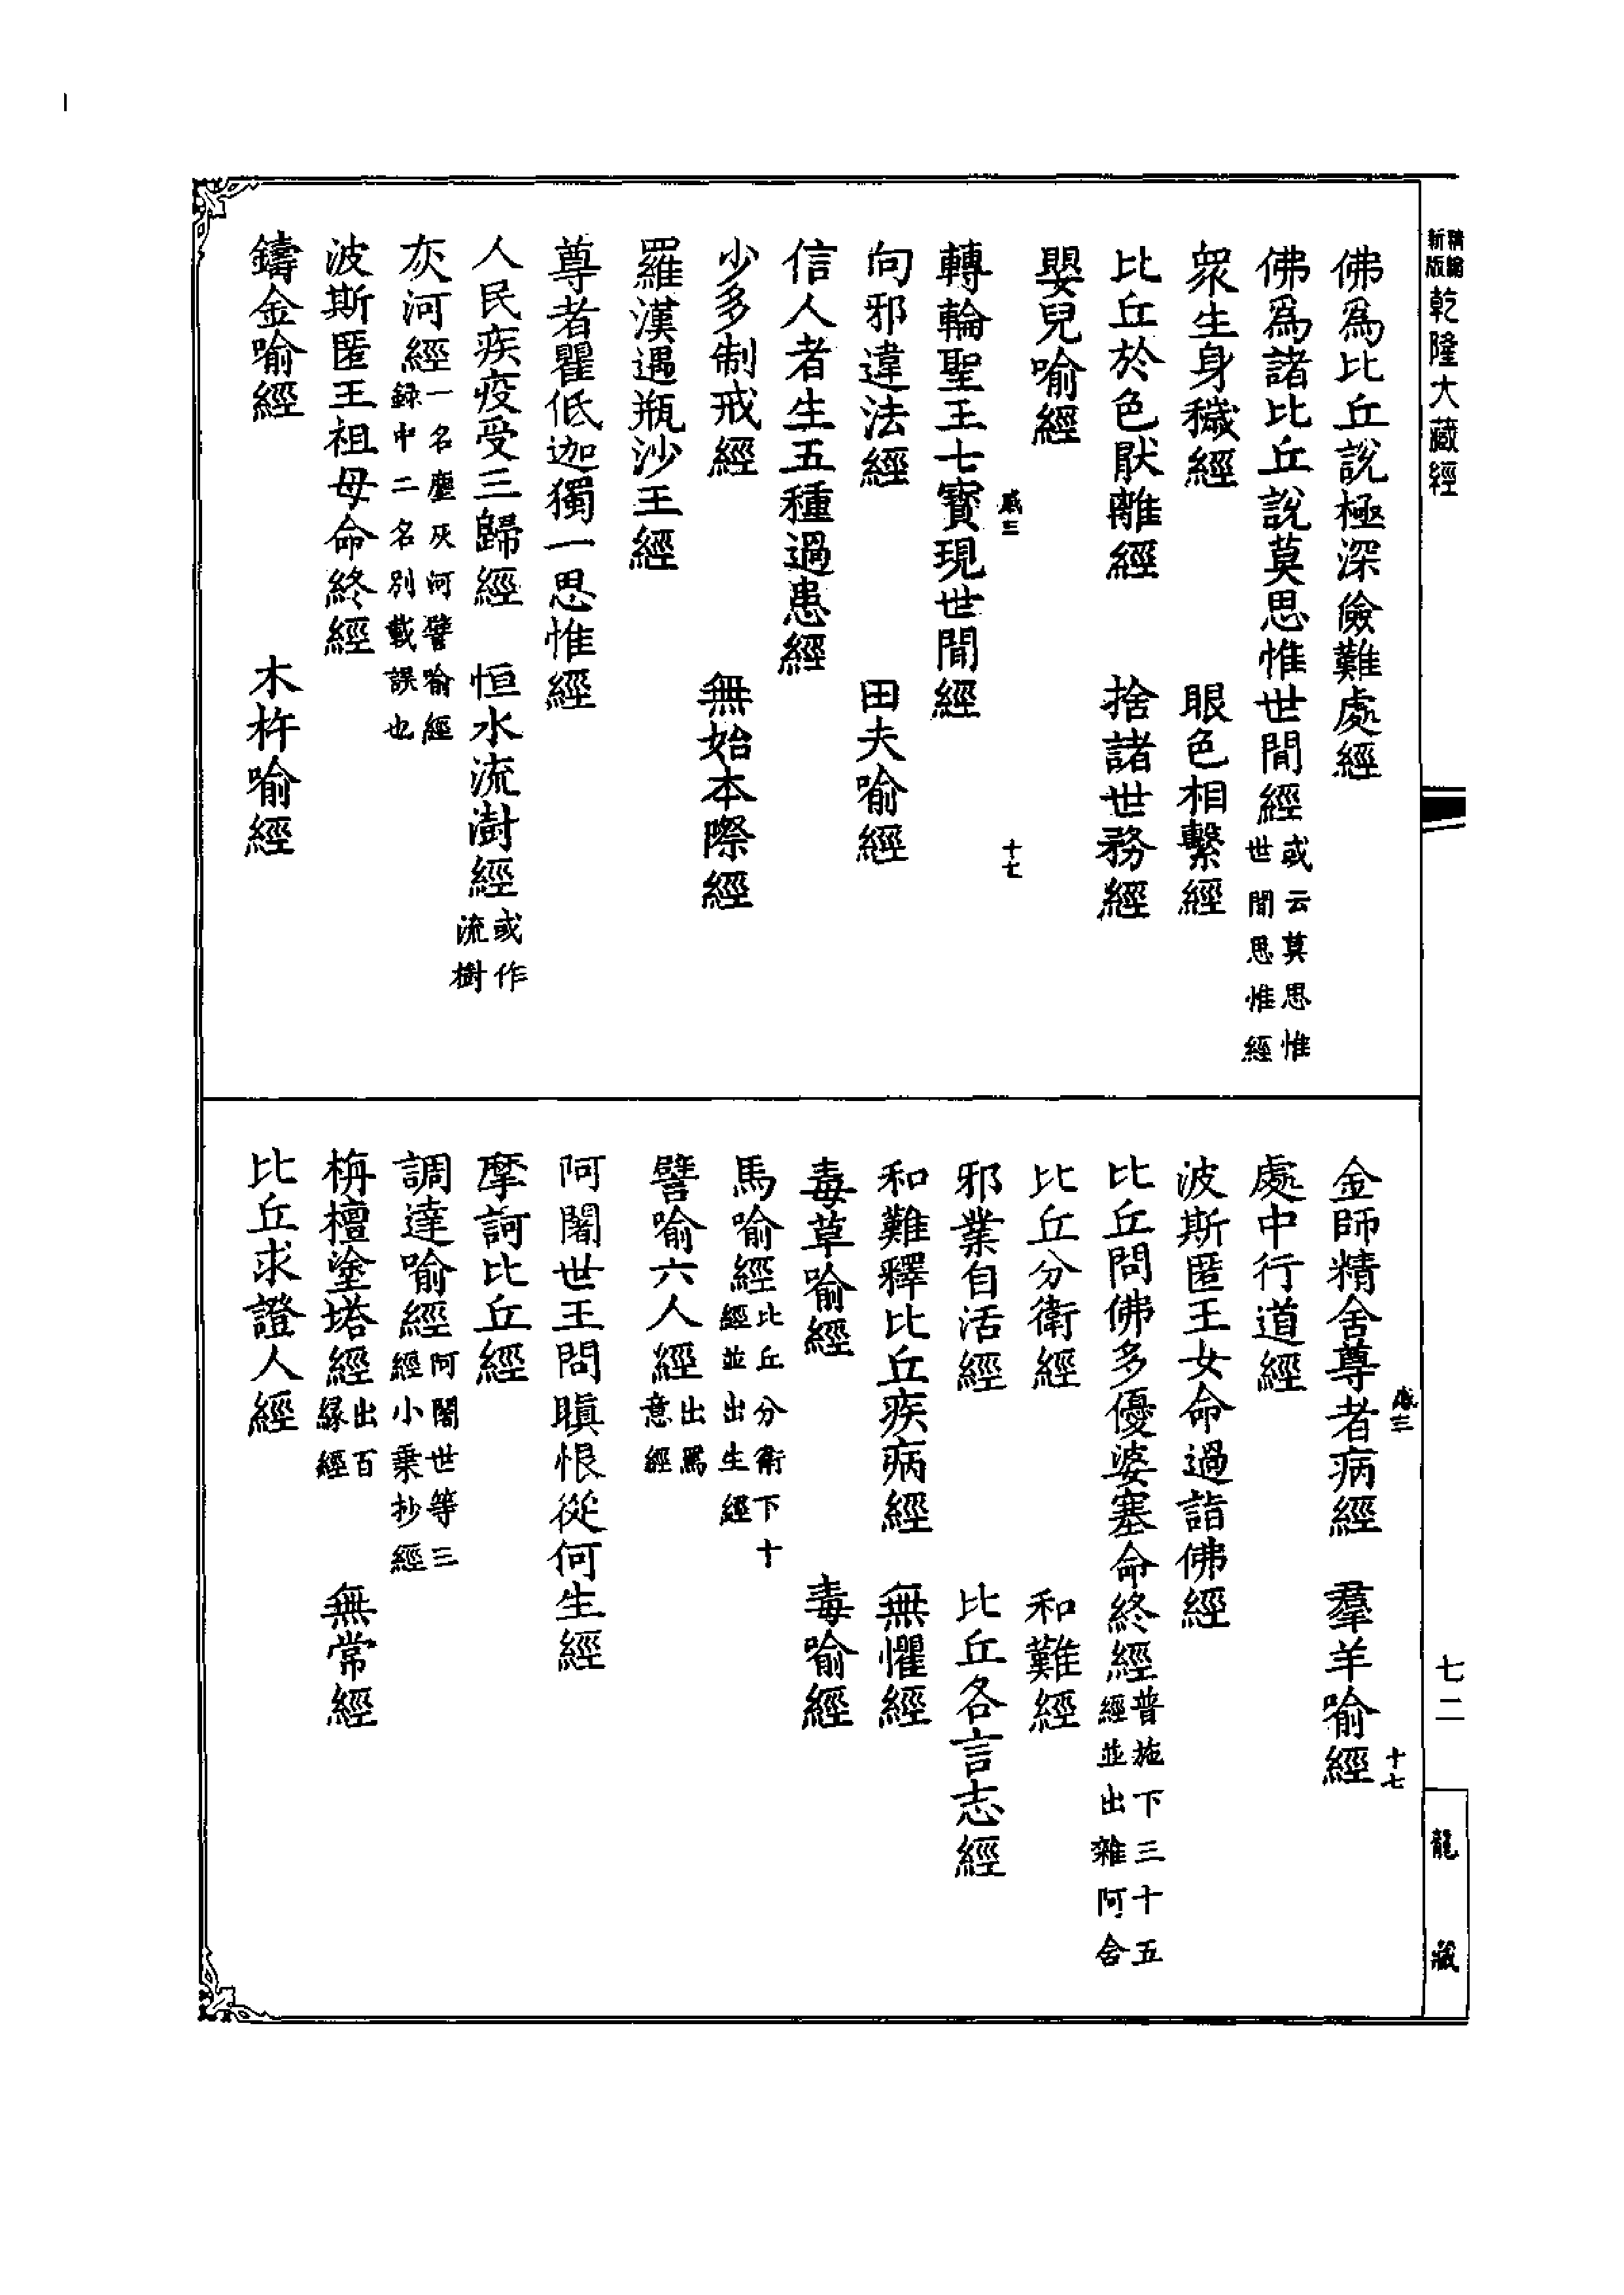 精縮新版乾隆大藏經
佛為比丘說極深嶮難處經
佛為諸比丘說莫思惟世間經或云莫思惟世間思惟經
眾生身穢經 眼色相繫經
比丘於色厭離經 捨諸世務經
嬰兒喻經
感三 十七
轉輪聖王七寶現世間經
向邪違法經 田夫喻經
信人者生五種過患經
少多制戒經 無始本際經
羅漢遇瓶沙王經
尊者瞿低迦獨一思惟經
人民疾疫受三歸經 恒水流澍經或作流樹
灰河經一名塵灰河譬喻經録中二名別載誤也
波斯匿王祖母命終經
鑄金喻經 木杵喻經
感三 十七
金師精舍尊者病經 羣羊喻經
處中行道經
波斯匿王女命過詣佛經
比丘問佛多優婆塞命終經普施下三十五經並出雜阿含
比丘分衛經 和難經
邪業自活經 比丘各言志經
和難釋比丘疾病經 無懼經
毒草喻經 毒喻經
馬喻經比丘分衛下十經並出生經
譬喻六人經出罵意經
阿闍世王問瞋恨從何生經
摩訶比丘經
調達喻經阿闍世等三經小乗抄經
栴檀塗塔經出百縁經 無常經
比丘求證人經
七二
龍藏